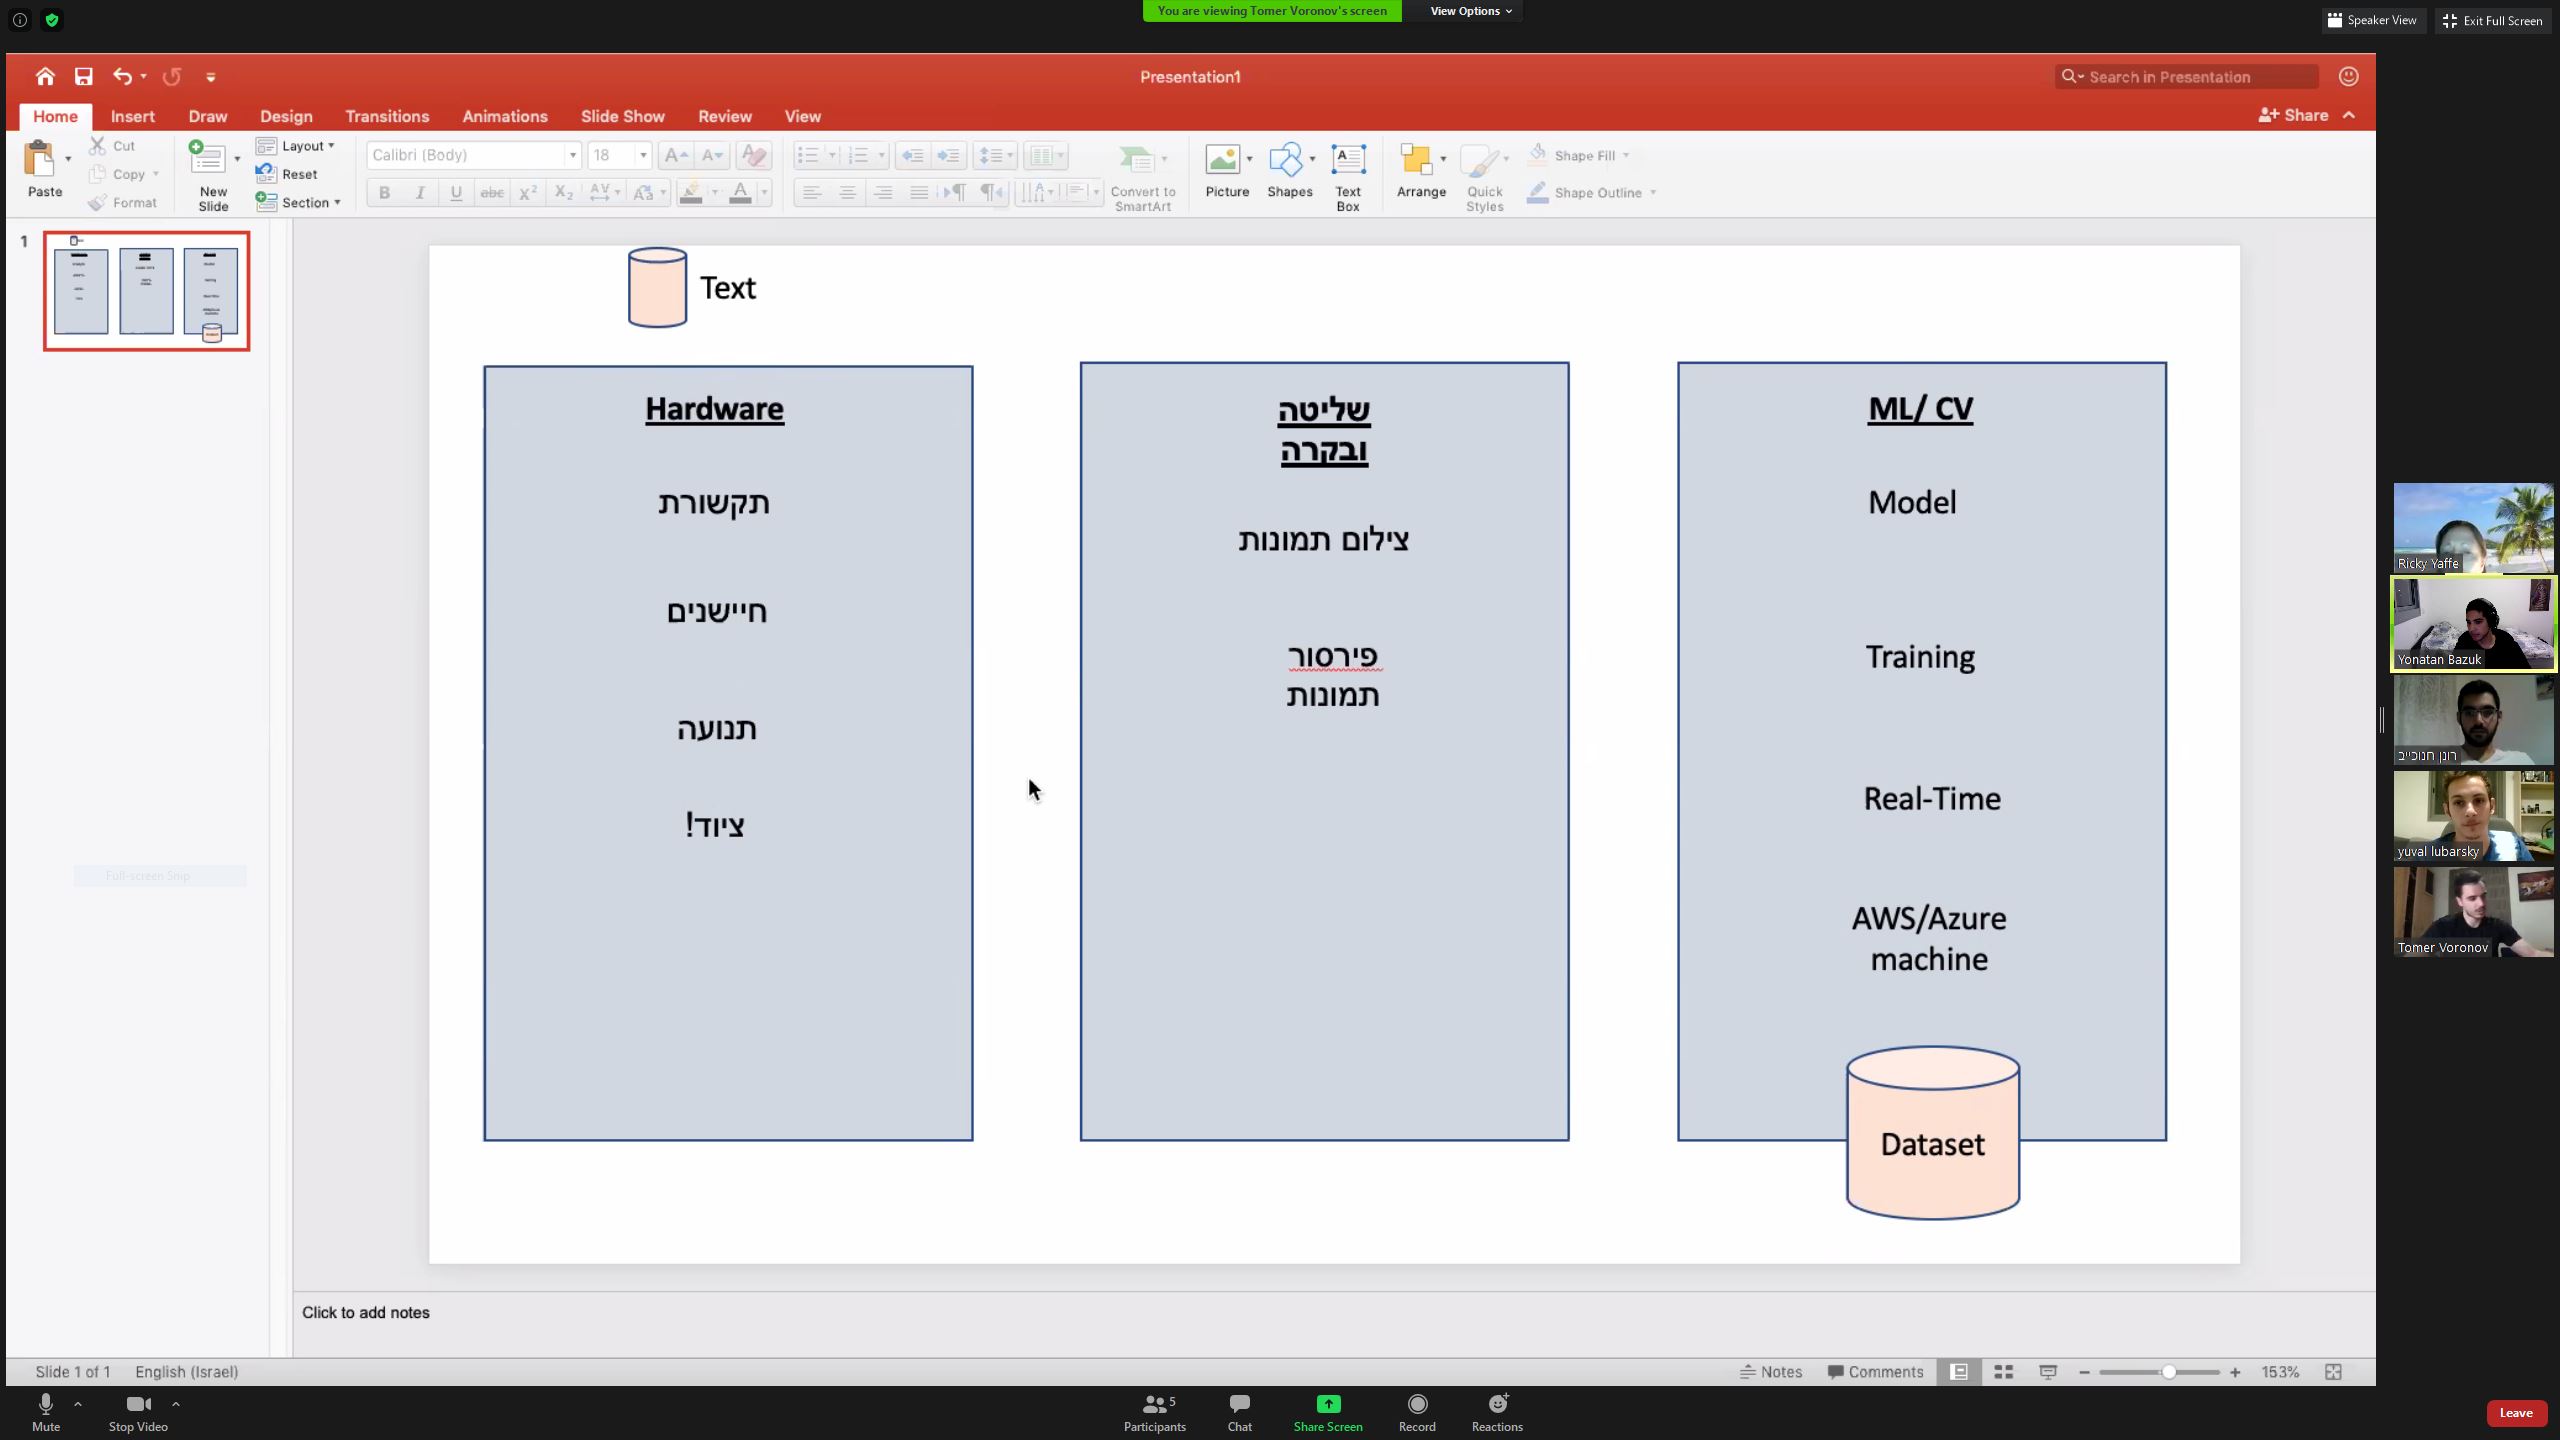 You are viewing Tomer Voronov's screen
View Options
Speaker View
Exit Full Screen
Presentation1
Search in Presentation
Home
Insert
Draw
Design
Transitions
Animations
Slide Show
Review
View
Share
Paste
Cut
Copy
Format
New
Slide
Layout
Reset
Section
Calibri (Body)
18
Convert to
SmartArt
Picture
Shapes
Text
Box
Arrange
Quick
Styles
Shape Fill
Shape Outline
1
Text
Hardware
תקשורת
חיישנים
תנועה
ציוד!
שליטה
ובקרה
צילום תמונות
פירסור
תמונות
ML/ CV
Model
Training
Real-Time
AWS/Azure
machine
Dataset
Full-screen Snip
Ricky Yaffe
Yonatan Bazuk
רונן חנוכייב
yuval lubarsky
Tomer Voronov
Click to add notes
Slide 1 of 1
English (Israel)
Notes
Comments
153%
Mute
Stop Video
Participants
5
Chat
Share Screen
Record
Reactions
Leave